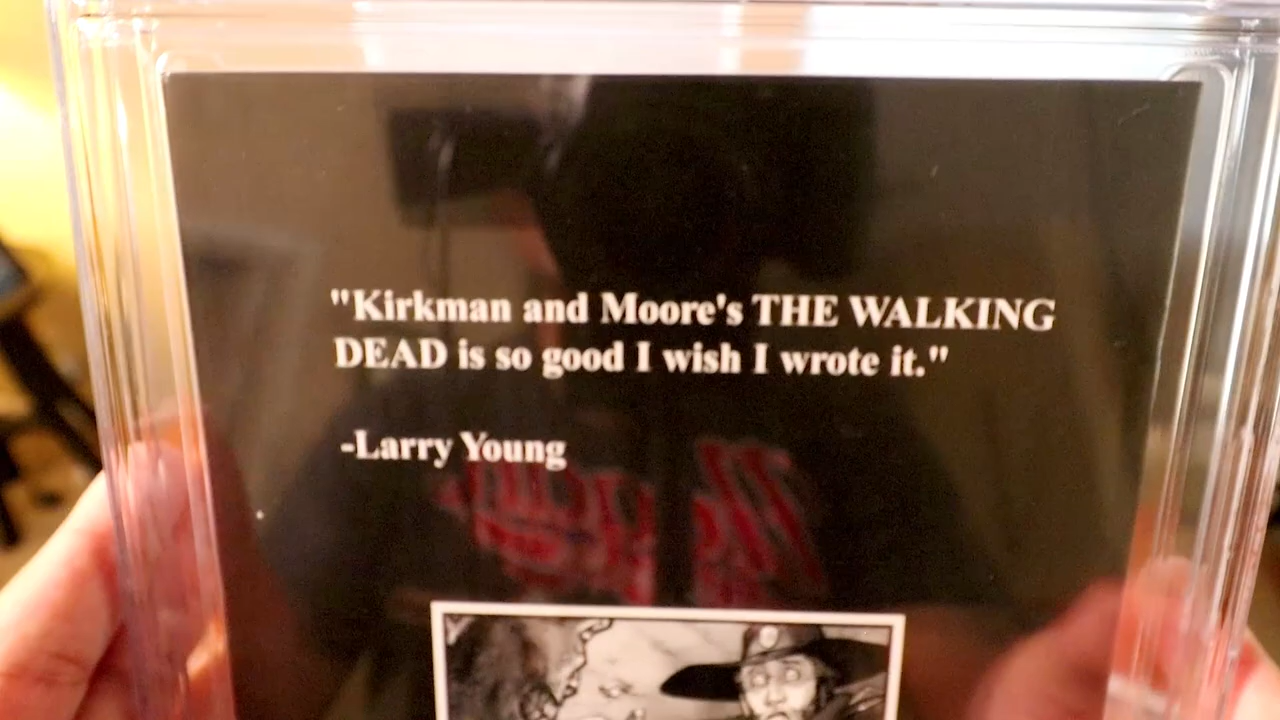 "Kirkman and Moore's THE WALKING
DEAD is so good I wish I wrote it."
-Larry Young